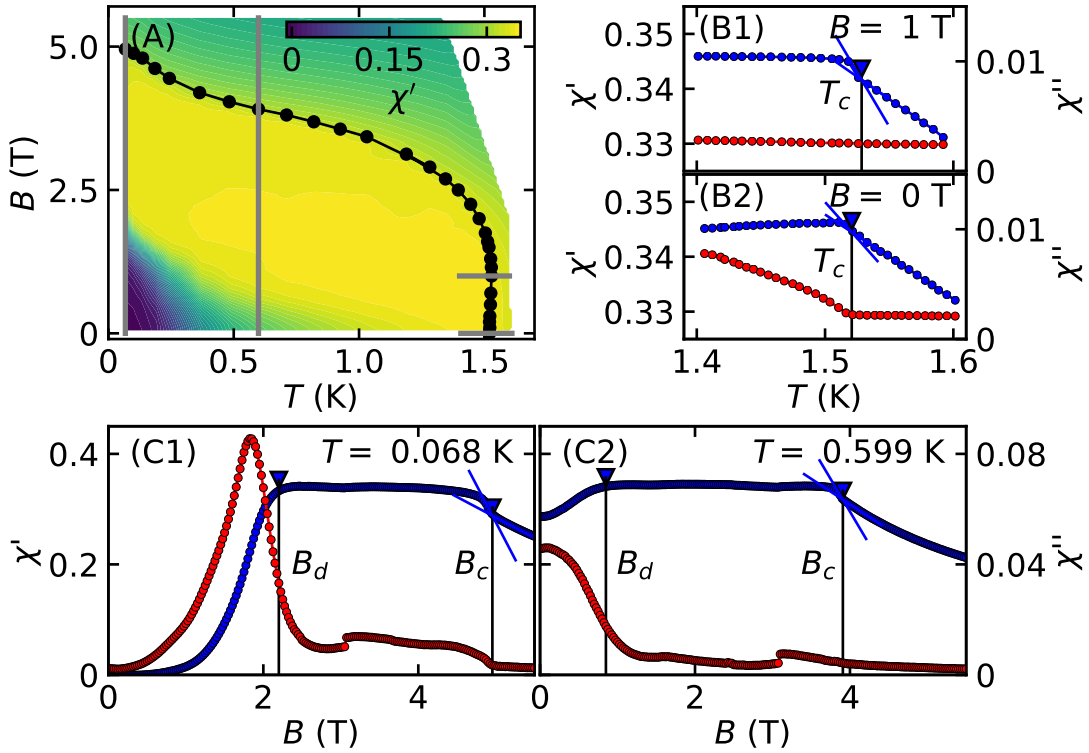 (A)
0 0.15 0.3
χ′
5.0
2.5
0
B (T)
0 0.5 1.0 1.5
T (K)
(B1) B = 1 T
0.35
0.34
0.33
χ′
T_c
0.01
0
χ′′
(B2) B = 0 T
0.35
0.34
0.33
χ′
T_c
0.01
0
χ′′
1.4 1.5 1.6
T (K)
(C1) T = 0.068 K
0.4
0.2
0
χ′
B_d B_c
0 2 4
B (T)
(C2) T = 0.599 K
B_d B_c
0.08
0.04
0
χ′′
0 2 4
B (T)